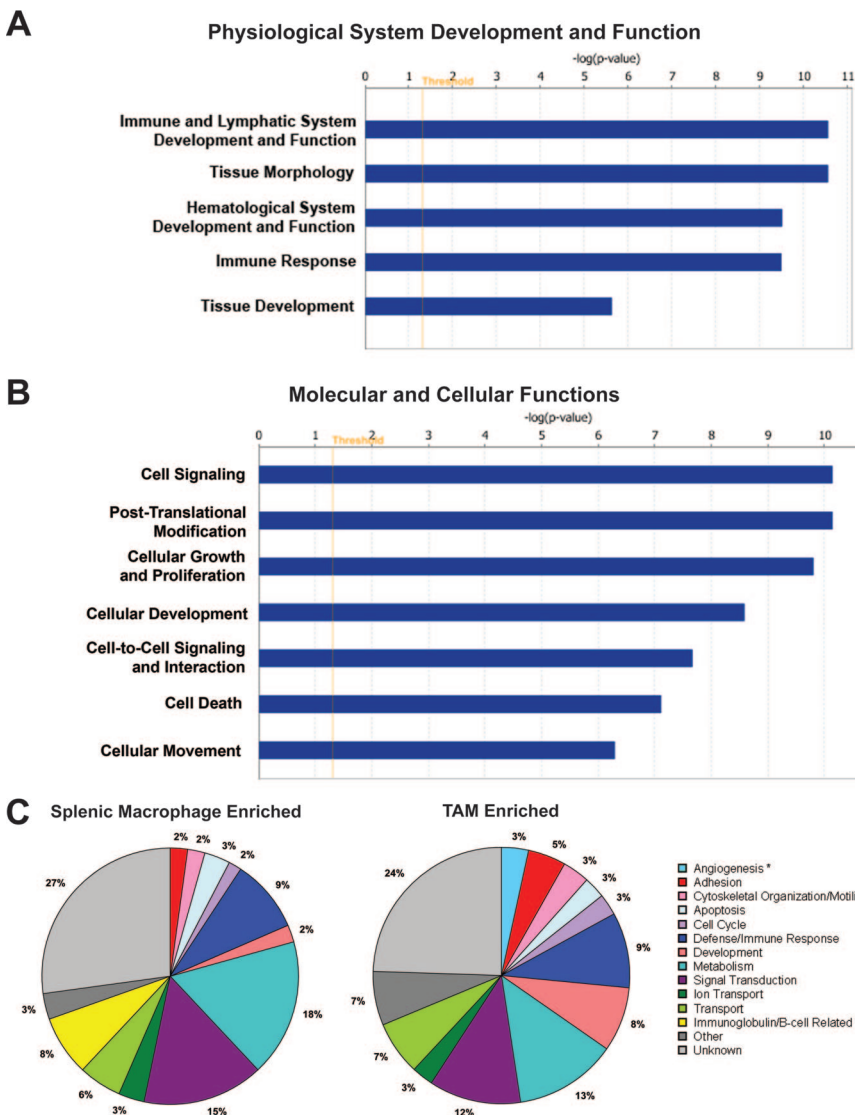 A
Physiological System Development and Function
-log(p-value)
0 1 2 3 4 5 6 7 8 9 10 11
Threshold
Immune and Lymphatic System
Development and Function
Tissue Morphology
Hematological System
Development and Function
Immune Response
Tissue Development
B
Molecular and Cellular Functions
-log(p-value)
0 1 2 3 4 5 6 7 8 9 10
Threshold
Cell Signaling
Post-Translational
Modification
Cellular Growth
and Proliferation
Cellular Development
Cell-to-Cell Signaling
and Interaction
Cell Death
Cellular Movement
C
Splenic Macrophage Enriched
2%
2%
3%
2%
9%
2%
18%
15%
3%
6%
8%
3%
27%
TAM Enriched
3%
5%
3%
3%
3%
9%
8%
13%
12%
3%
7%
7%
24%
Angiogenesis *
Adhesion
Cytoskeletal Organization/Motili
Apoptosis
Cell Cycle
Defense/Immune Response
Development
Metabolism
Signal Transduction
Ion Transport
Transport
Immunoglobulin/B-cell Related
Other
Unknown